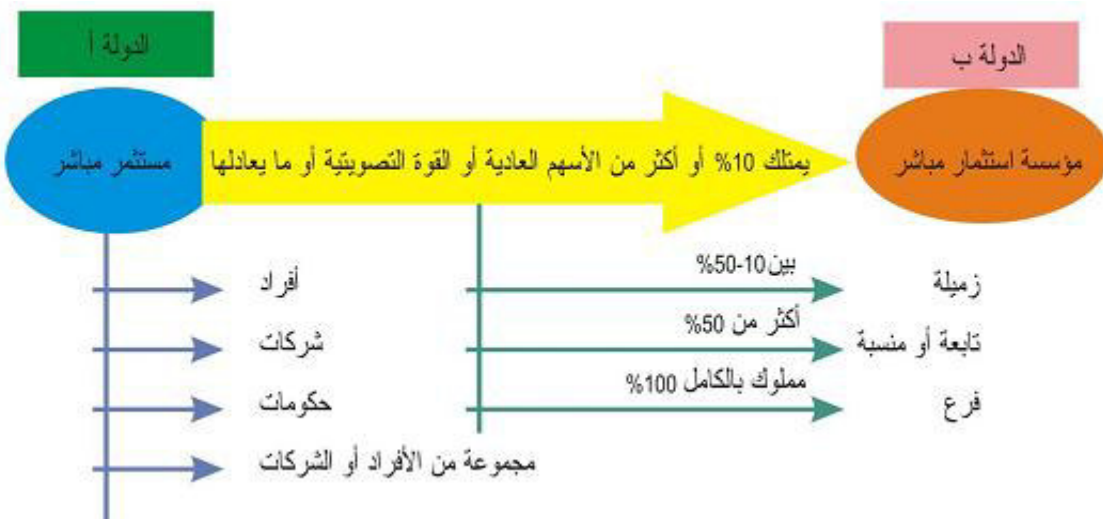 الدولة أ
الدولة ب
مستثمر مباشر
يمتلك 10% أو أكثر من الأسهم العادية أو القوة التصويتية أو ما يعادلها
مؤسسة استثمار مباشر
أفراد
شركات
حكومات
مجموعة من الأفراد أو الشركات
بين10-50%
زميلة
أكثر من 50%
تابعة أو منسبة
مملوك بالكامل 100%
فرع